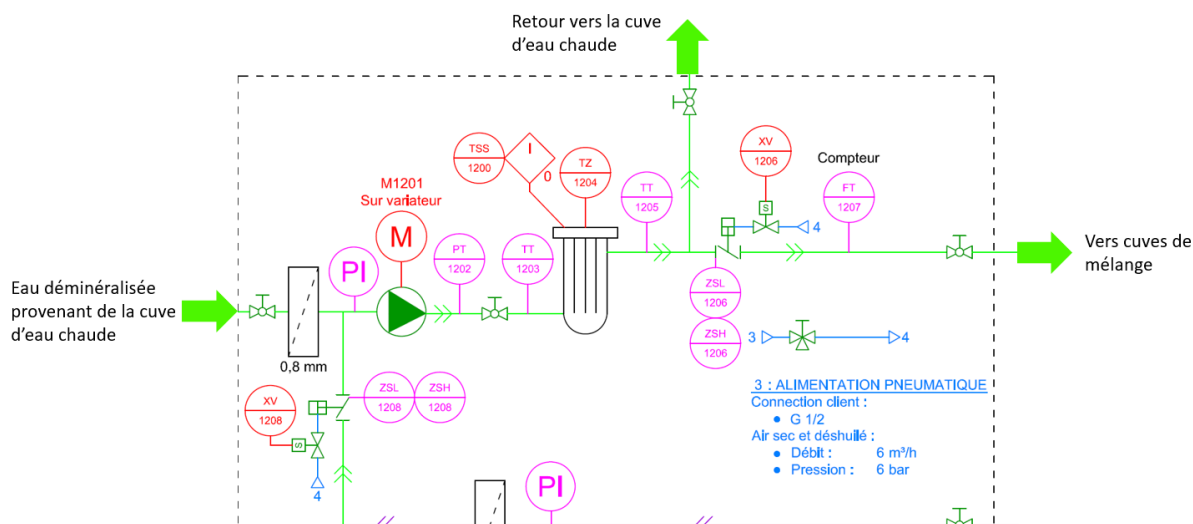 Retour vers la cuve
d'eau chaude
XV
1206
Compteur
TSS
1200
I
0
TZ
1204
M1201
Sur variateur
M
TT
1205
FT
1207
S
4
PI
PT
1202
TT
1203
Vers cuves de
mélange
Eau déminéralisée
provenant de la cuve
d'eau chaude
ZSL
1206
ZSH
1206
3
4
0,8 mm
XV
1208
ZSL
1208
ZSH
1208
S
4
3 : ALIMENTATION PNEUMATIQUE
Connection client :
• G 1/2
Air sec et déshuilé :
• Débit : 6 m³/h
• Pression : 6 bar
PI